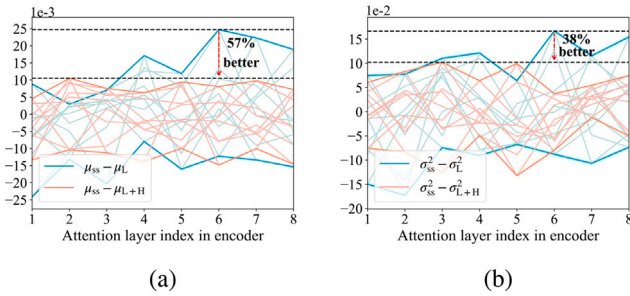 1e-3
25
20
15
10
5
0
−5
−10
−15
−20
−25
57%
better
μss − μL
μss − μL+H
1 2 3 4 5 6 7 8
Attention layer index in encoder
(a)
1e-2
20
15
10
5
0
−5
−10
−15
−20
38%
better
σ²ss − σ²L
σ²ss − σ²L+H
1 2 3 4 5 6 7 8
Attention layer index in encoder
(b)